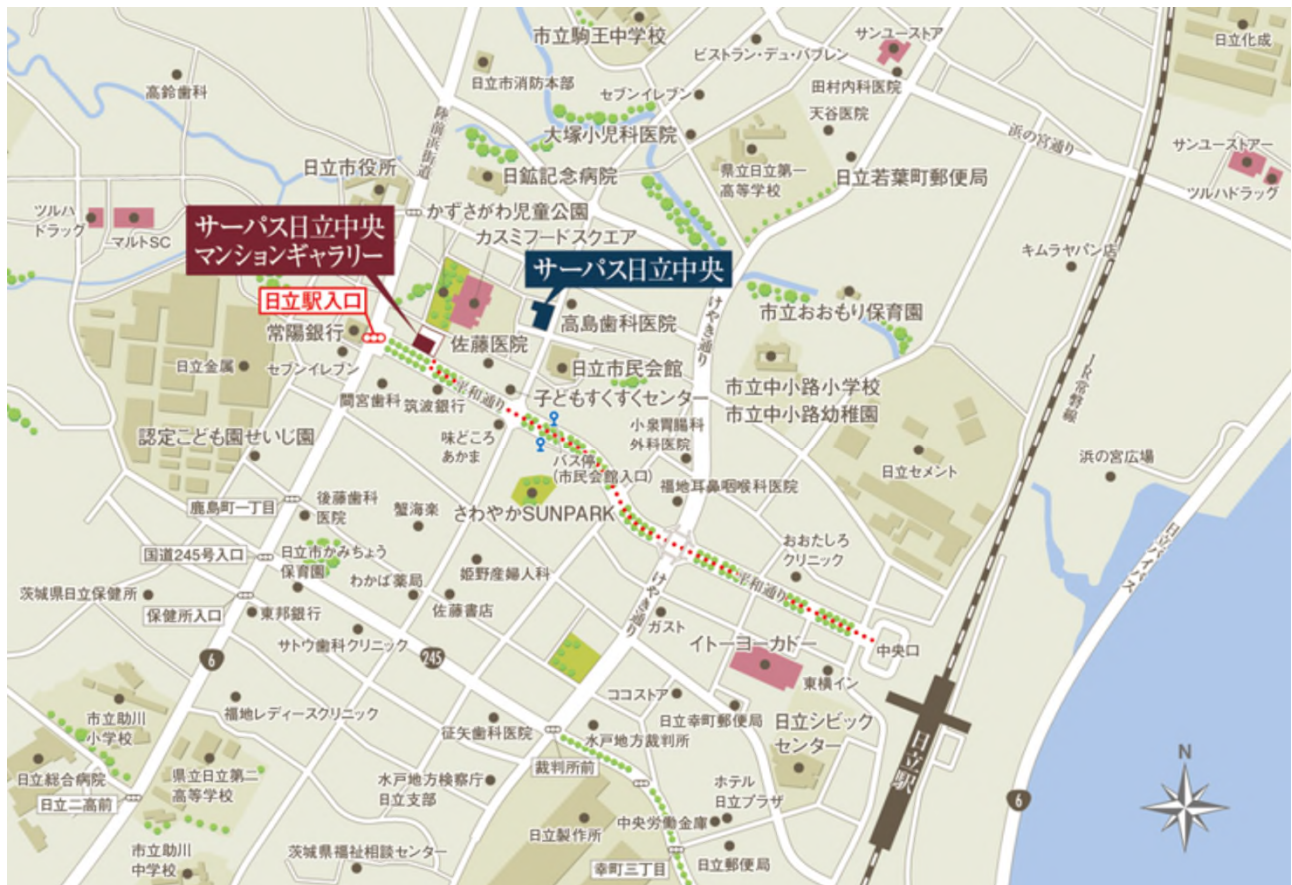 市立駒王中学校
サンユーストア
日立化成
ビストラン・デュ・パブレン
日立市消防本部
高鈴歯科
セブンイレブン
田村内科医院
天谷医院
陸前浜街道
大塚小児科医院
浜の宮通り
サンユーストアー
日立市役所
日鉱記念病院
県立日立第一
高等学校
日立若葉町郵便局
ツルハドラッグ
ツルハ
ドラッグ
マルトSC
かずさがわ児童公園
サーパス日立中央
マンションギャラリー
カスミフードスクエア
サーパス日立中央
キムラヤパン店
日立駅入口
けやき通り
市立おおもり保育園
常陽銀行
高島歯科医院
佐藤医院
日立金属
セブンイレブン
日立市民会館
JR常磐線
間宮歯科
筑波銀行
平和通り
子どもすくすくセンター
市立中小路小学校
市立中小路幼稚園
認定こども園せいじ園
味どころ
あかま
小泉胃腸科
外科医院
バス停
(市民会館入口)
日立セメント
浜の宮広場
鹿島町一丁目
後藤歯科
医院
蟹海楽
さわやかSUNPARK
福地耳鼻咽喉科医院
日立バイパス
国道245号入口
日立市かみちょう
保育園
おおたしろ
クリニック
わかば薬局
姫野産婦人科
平和通り
茨城県日立保健所
保健所入口
東邦銀行
佐藤書店
けやき通り
ガスト
サトウ歯科クリニック
イトーヨーカドー
中央口
6
245
東横イン
ココストア
市立助川
小学校
福地レディースクリニック
日立幸町郵便局
日立シビック
センター
征矢歯科医院
水戸地方裁判所
日立駅
N
日立総合病院
県立日立第二
高等学校
水戸地方検察庁
日立支部
裁判所前
ホテル
日立プラザ
6
日立二高前
日立製作所
中央労働金庫
市立助川
中学校
茨城県福祉相談センター
幸町三丁目
日立郵便局